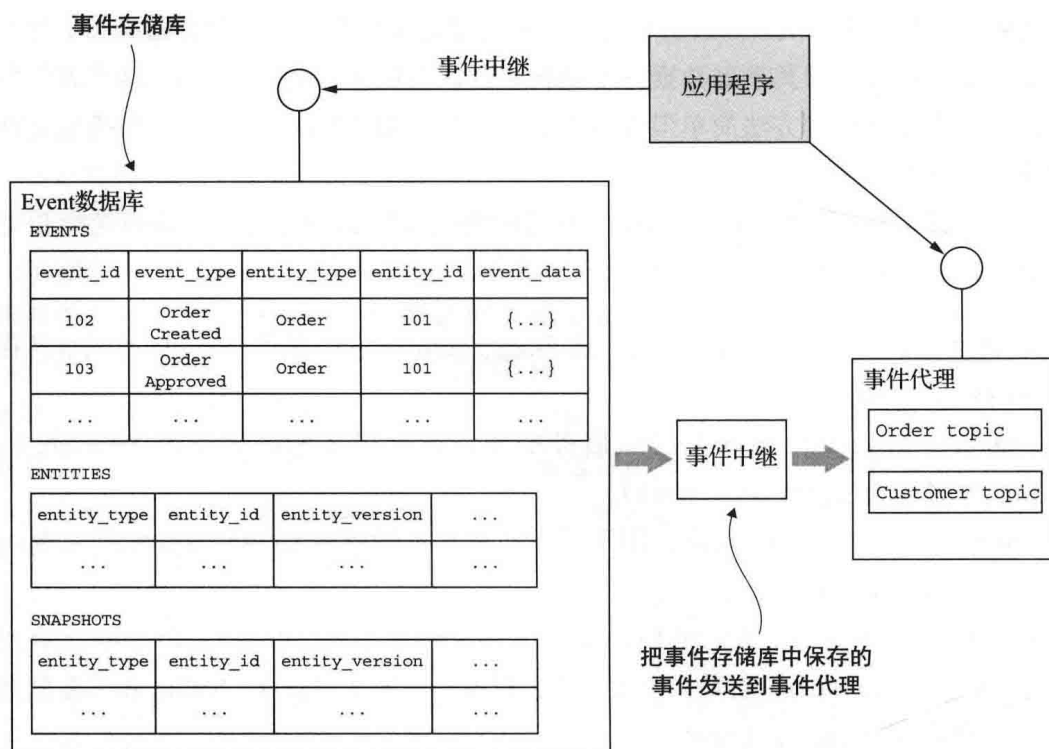 事件存储库
事件中继
应用程序
Event数据库
EVENTS
event_id event_type entity_type entity_id event_data
102 Order Created Order 101 {...}
103 Order Approved Order 101 {...}
... ... ... ... ...
ENTITIES
entity_type entity_id entity_version ...
... ... ... ...
SNAPSHOTS
entity_type entity_id entity_version ...
... ... ... ...
事件中继
事件代理
Order topic
Customer topic
把事件存储库中保存的
事件发送到事件代理